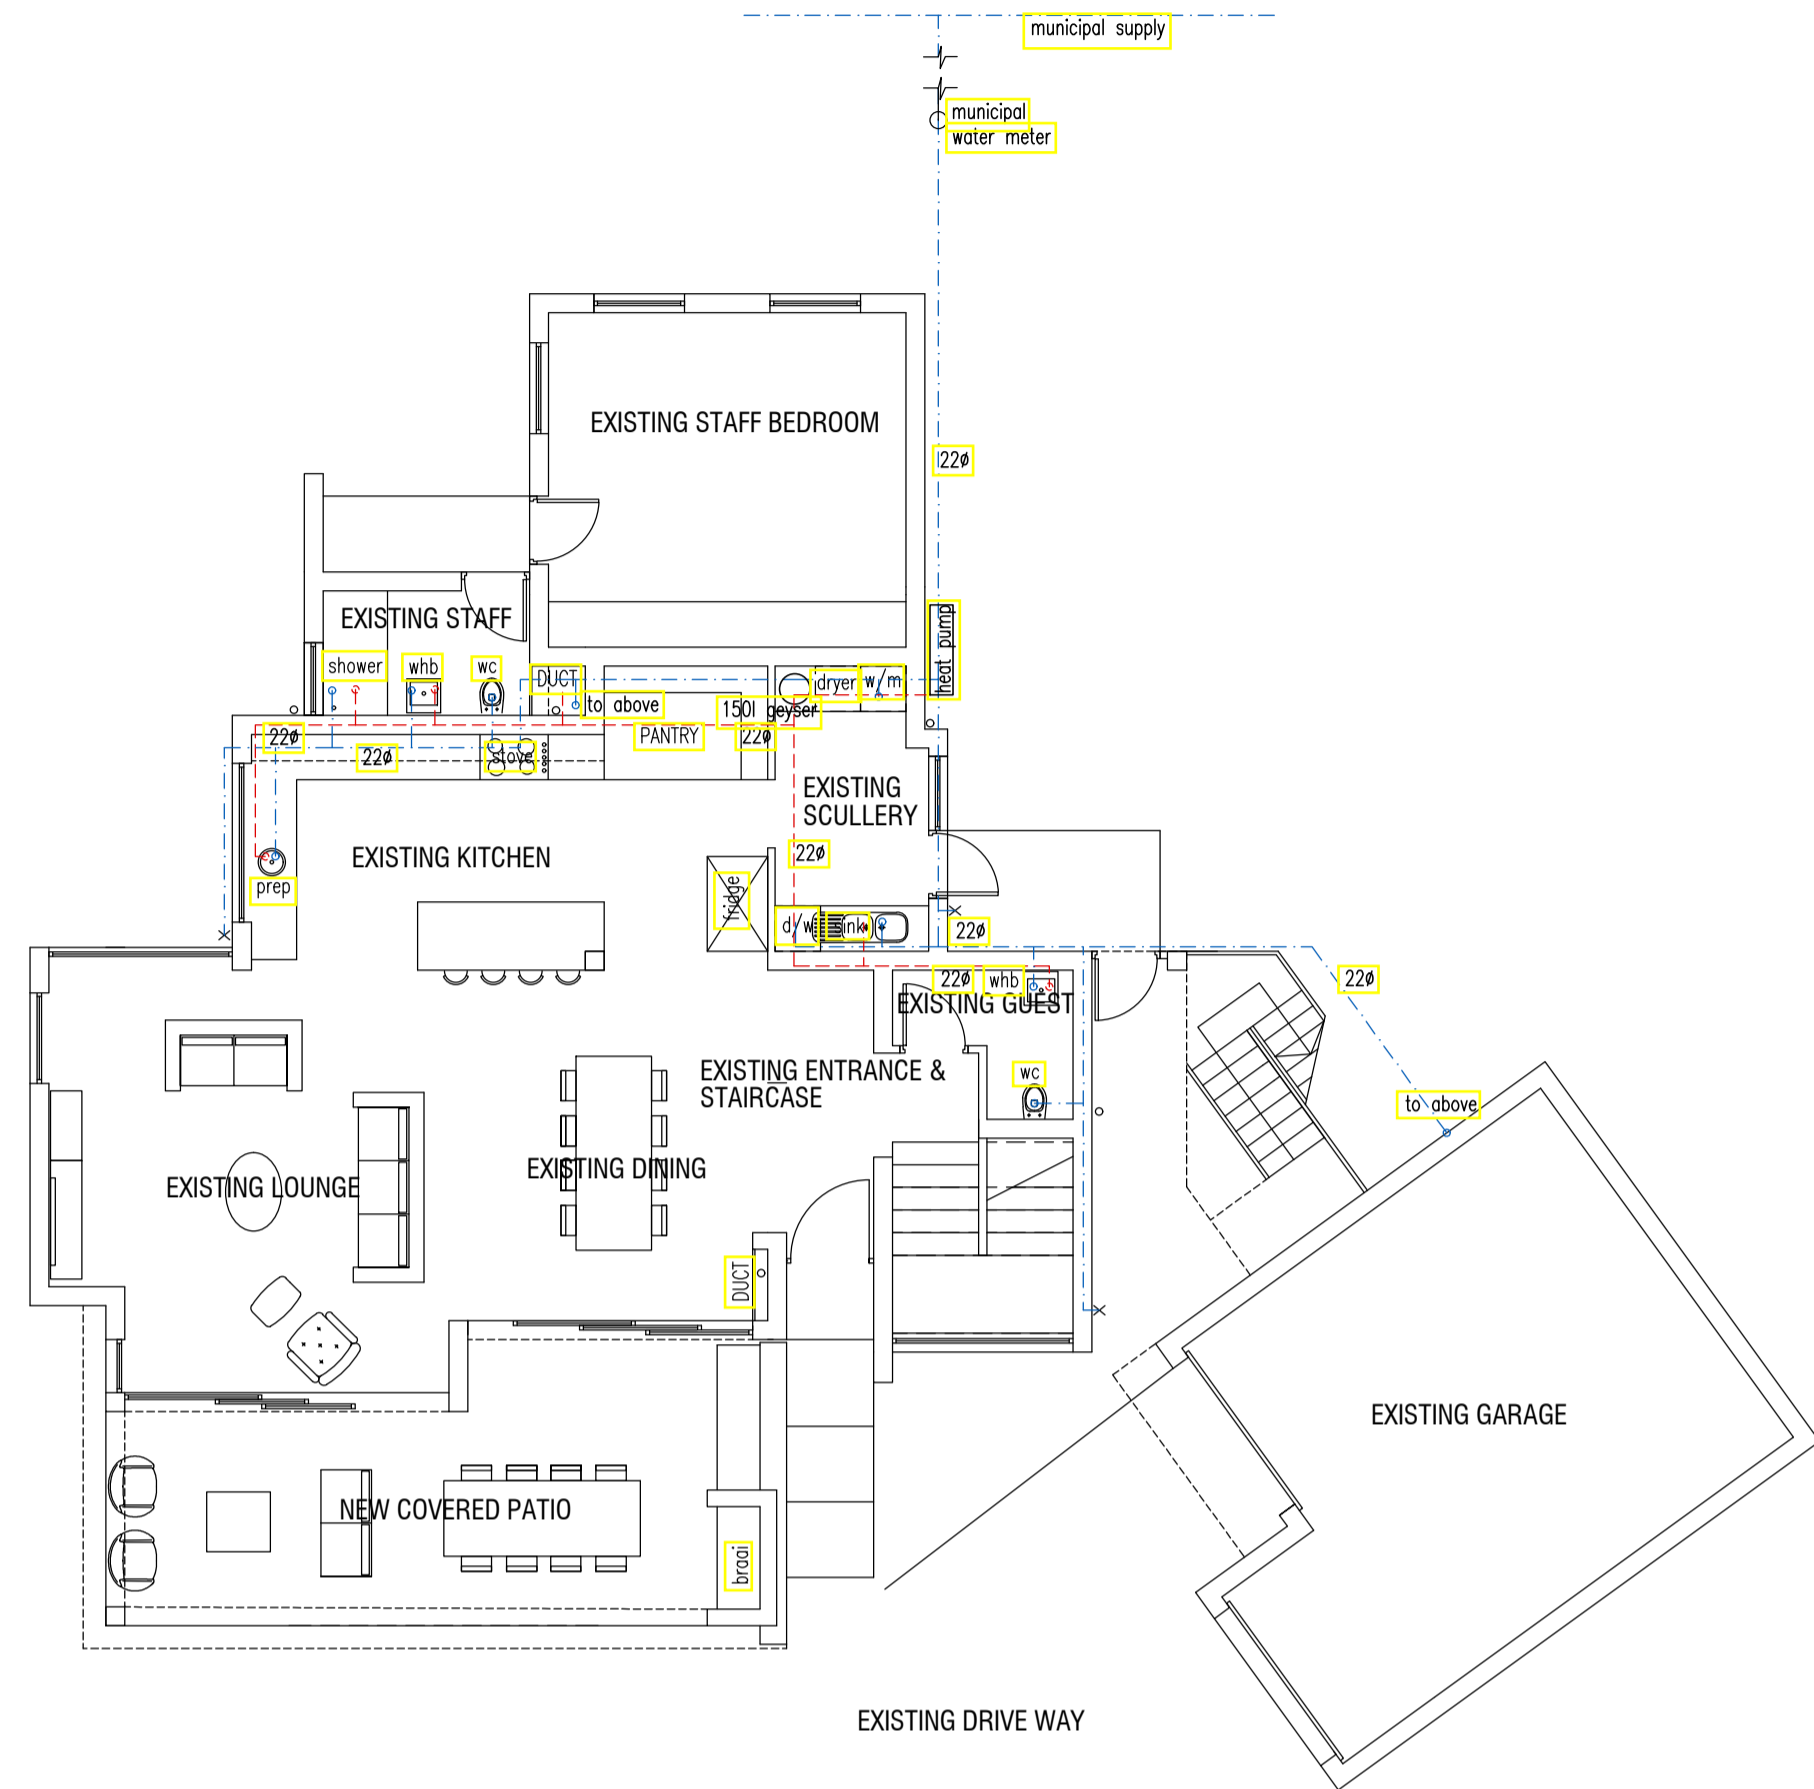 municipal supply
municipal
water meter
EXISTING STAFF BEDROOM
22ø
EXISTING STAFF
heat pump
shower
whb
wc
DUCT
to above
dryer
w/m
150l geyser
22ø
22ø
stove
PANTRY
22ø
EXISTING
SCULLERY
EXISTING KITCHEN
22ø
prep
fridge
d/w
sink
22ø
22ø
whb
22ø
EXISTING GUEST
EXISTING ENTRANCE &
STAIRCASE
wc
to above
EXISTING DINING
EXISTING LOUNGE
DUCT
EXISTING GARAGE
NEW COVERED PATIO
braai
EXISTING DRIVE WAY